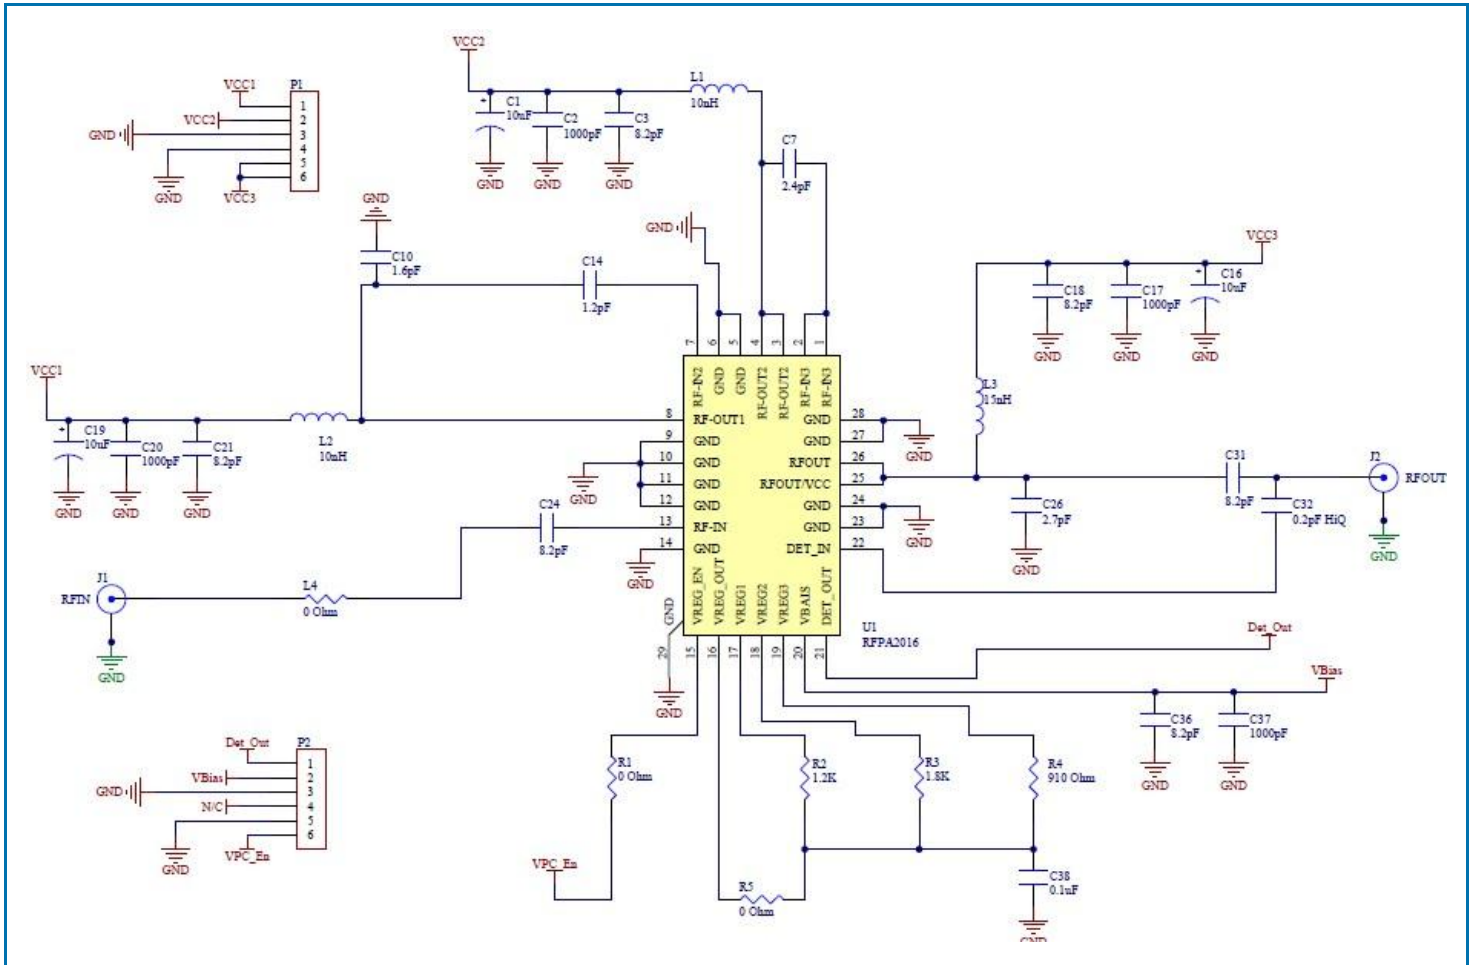 VCC2
VCC1
P1
1
VCC2
2
GND
3
4
5
6
GND
VCC3
L1
10nH
C1
10uF
C2
1000pF
C3
8.2pF
GND
GND
GND
C7
2.4pF
GND
C10
1.6pF
GND
C14
1.2pF
VCC3
C18
8.2pF
C17
1000pF
C16
10uF
GND
GND
GND
L3
15nH
VCC1
C19
10uF
C20
1000pF
C21
8.2pF
GND
GND
GND
L2
10nH
7
6
5
4
3
2
1
RF-IN2
GND
GND
RF-OUT2
RF-OUT2
RF-IN3
RF-IN3
8
RF-OUT1
9
GND
10
GND
11
GND
12
GND
13
RF-IN
14
GND
GND
GND
GND
28
GND
27
RFOUT
26
RFOUT/VCC
25
GND
24
GND
23
DET_IN
22
GND
GND
C26
2.7pF
GND
C31
8.2pF
C32
0.2pF HiQ
J2
RFOUT
GND
C24
8.2pF
J1
RFIN
GND
L4
0 Ohm
GND
29
GND
VREG_EN
VREG_OUT
VREG1
VREG2
VREG3
VBAIS
DET_OUT
15
16
17
18
19
20
21
U1
RFPA2016
Det_Out
VBias
C36
8.2pF
C37
1000pF
GND
GND
Det_Out
P2
1
VBias
2
GND
3
N/C
4
5
6
GND
VPC_En
R1
0 Ohm
R2
1.2K
R3
1.8K
R4
910 Ohm
VPC_En
R5
0 Ohm
C38
0.1uF
GND